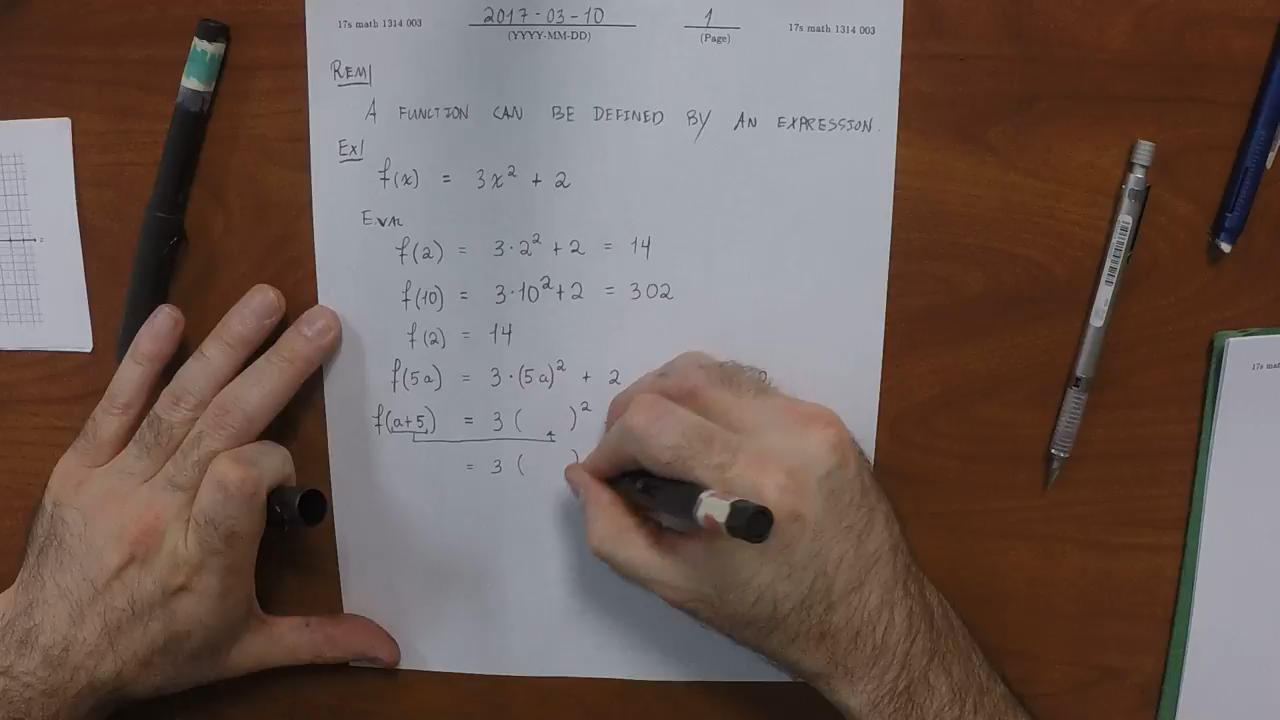 17s math 1314 003 2017-03-10 1 17s math 1314 003
(YYYY-MM-DD) (Page)
REM|
A FUNCTION CAN BE DEFINED BY AN EXPRESSION.
EX|
f(x) = 3x² + 2
f(2) = 3·2² + 2 = 14
f(10) = 3·10² + 2 = 302
f(2) = 14
f(5a) = 3·(5a)² + 2
f(a+5) = 3( )²
= 3( )
17s